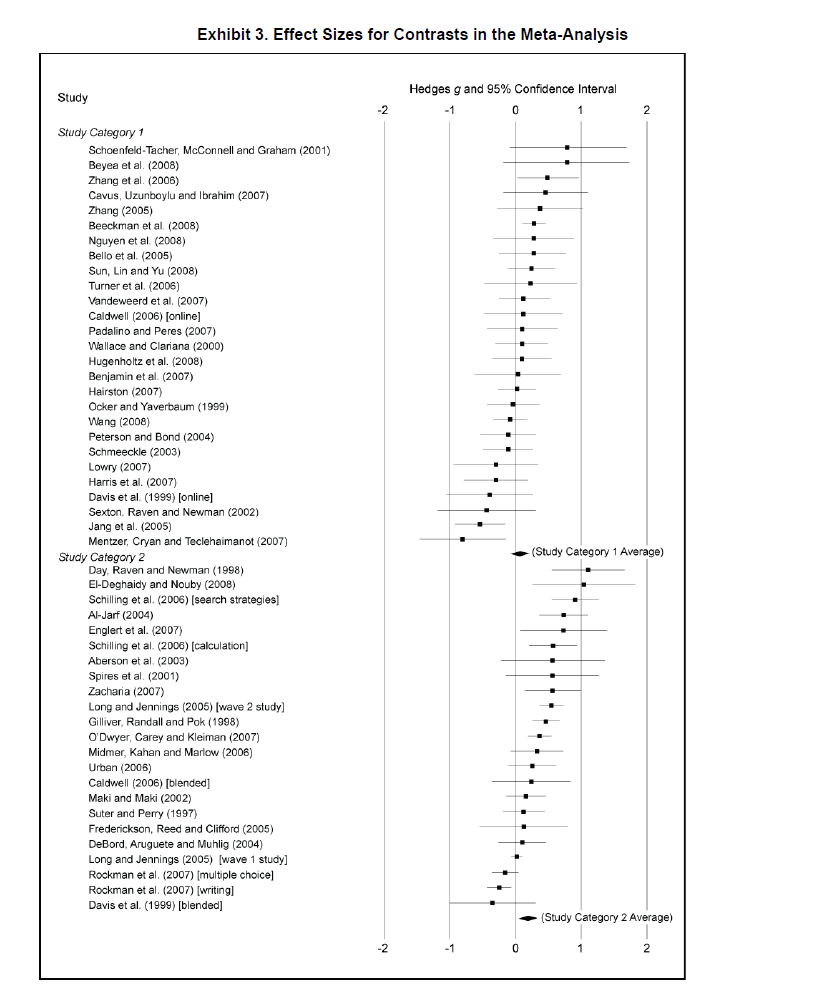 Exhibit 3. Effect Sizes for Contrasts in the Meta-Analysis
Hedges g and 95% Confidence Interval
Study
-2 -1 0 1 2
Study Category 1
Schoenfeld-Tacher, McConnell and Graham (2001)
Beyea et al. (2008)
Zhang et al. (2006)
Cavus, Uzunboylu and Ibrahim (2007)
Zhang (2005)
Beeckman et al. (2008)
Nguyen et al. (2008)
Bello et al. (2005)
Sun, Lin and Yu (2008)
Turner et al. (2006)
Vandeweerd et al. (2007)
Caldwell (2006) [online]
Padalino and Peres (2007)
Wallace and Clariana (2000)
Hugenholtz et al. (2008)
Benjamin et al. (2007)
Hairston (2007)
Ocker and Yaverbaum (1999)
Wang (2008)
Peterson and Bond (2004)
Schmeeckle (2003)
Lowry (2007)
Harris et al. (2007)
Davis et al. (1999) [online]
Sexton, Raven and Newman (2002)
Jang et al. (2005)
Mentzer, Cryan and Teclehaimanot (2007)
(Study Category 1 Average)
Study Category 2
Day, Raven and Newman (1998)
El-Deghaidy and Nouby (2008)
Schilling et al. (2006) [search strategies]
Al-Jarf (2004)
Englert et al. (2007)
Schilling et al. (2006) [calculation]
Aberson et al. (2003)
Spires et al. (2001)
Zacharia (2007)
Long and Jennings (2005) [wave 2 study]
Gilliver, Randall and Pok (1998)
O'Dwyer, Carey and Kleiman (2007)
Midmer, Kahan and Marlow (2006)
Urban (2006)
Caldwell (2006) [blended]
Maki and Maki (2002)
Suter and Perry (1997)
Frederickson, Reed and Clifford (2005)
DeBord, Aruguete and Muhlig (2004)
Long and Jennings (2005) [wave 1 study]
Rockman et al. (2007) [multiple choice]
Rockman et al. (2007) [writing]
Davis et al. (1999) [blended]
(Study Category 2 Average)
-2 -1 0 1 2